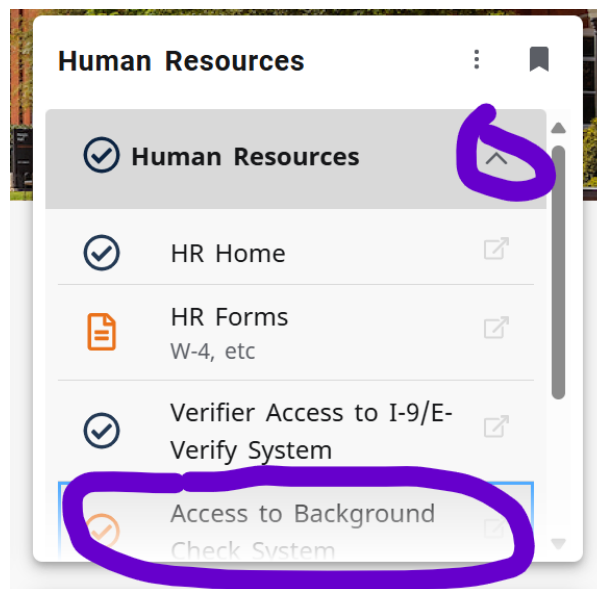 Human Resources
Human Resources
HR Home
HR Forms
W-4, etc
Verifier Access to I-9/E-
Verify System
Access to Background
Check System